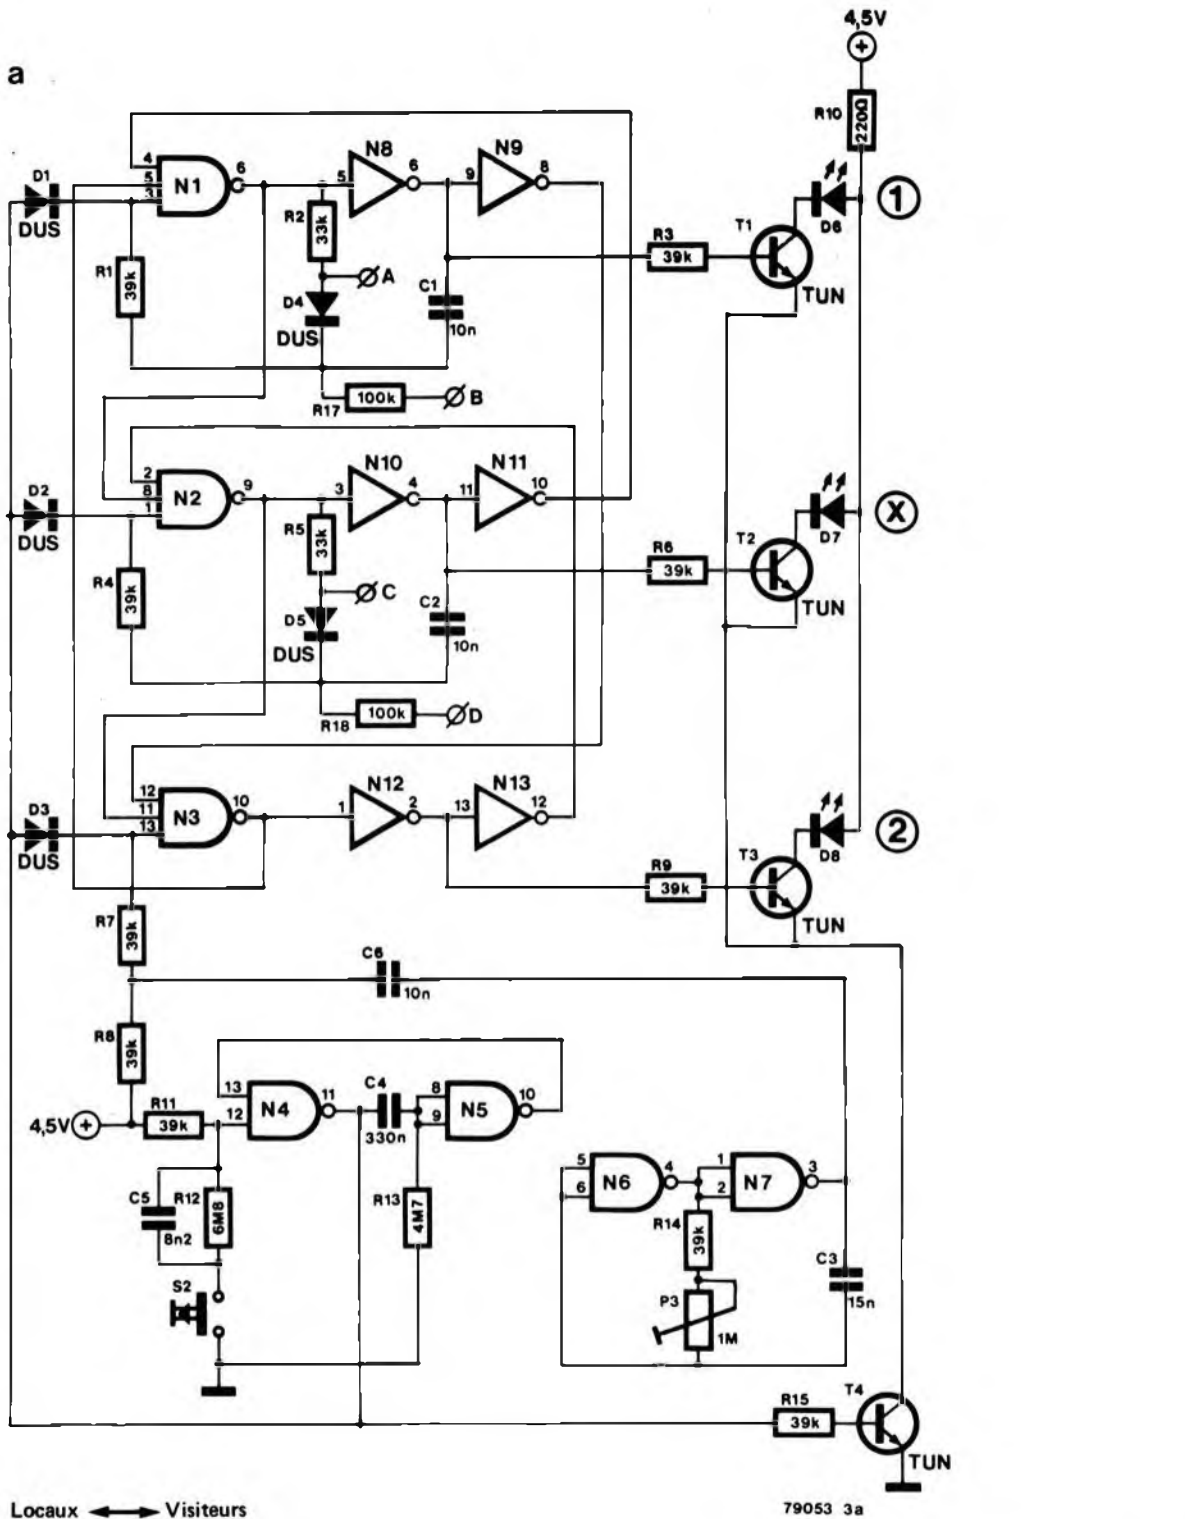 4,5V
+
a
R10
220Ω
N8
N9
D1
4
5
N1
6
5
6
9
8
1
DUS
R2
33k
R3
39k
T1
D6
R1
39k
A
D4
C1
10n
TUN
DUS
R17
100k
B
N10
N11
D2
2
8
1
N2
9
3
4
11
10
X
DUS
R5
33k
R6
39k
T2
D7
R4
39k
C
D5
C2
10n
TUN
DUS
R18
100k
D
N12
N13
D3
12
11
13
N3
10
1
2
13
12
2
DUS
R9
39k
T3
D8
TUN
R7
39k
C6
10n
R8
39k
13
12
N4
11
C4
330n
8
9
N5
10
4,5V
+
R11
39k
5
6
N6
4
1
2
N7
3
C5
8n2
R12
6M8
R13
4M7
R14
39k
C3
15n
S2
P3
1M
R15
39k
T4
TUN
Locaux
Visiteurs
79053 3a